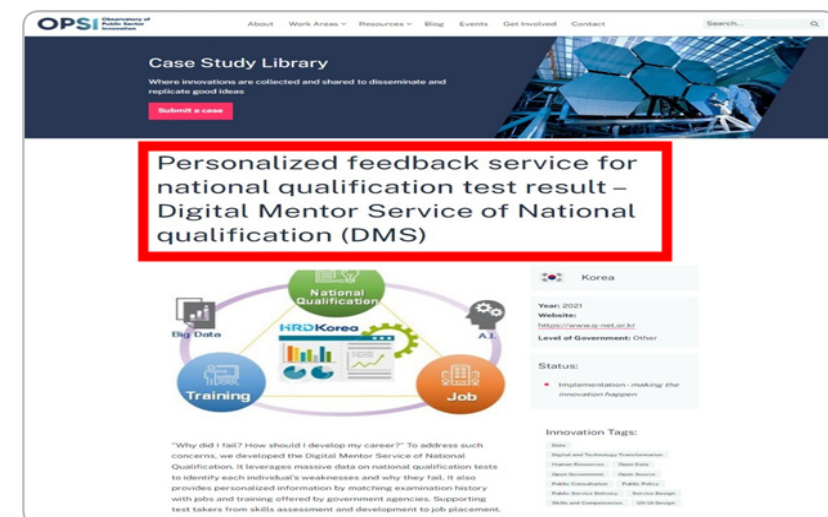 OPSI Observatory of Public Sector Innovation
About Work Areas Resources Blog Events Get Involved Contact Search...
Case Study Library
Where innovations are collected and shared to disseminate and
replicate good ideas
Submit a case
Personalized feedback service for
national qualification test result –
Digital Mentor Service of National
qualification (DMS)
National
Qualification
Big Data
HRDKorea
A.I.
Training
Job
"Why did I fail? How should I develop my career?" To address such
concerns, we developed the Digital Mentor Service of National
Qualification. It leverages massive data on national qualification tests
to identify each individual's weaknesses and why they fail. It also
provides personalized information by matching examination history
with jobs and training offered by government agencies. Supporting
test takers from skills assessment and development to job placement.
Korea
Year: 2021
Website:
https://www.q-net.or.kr
Level of Government: Other
Status:
Implementation - making the
innovation happen
Innovation Tags:
Data
Digital and Technology Transformation
Human Resources Open Data
Open Government Open Source
Public Consultation Public Policy
Public Service Delivery Service Design
Skills and Competencies UX/UI Design